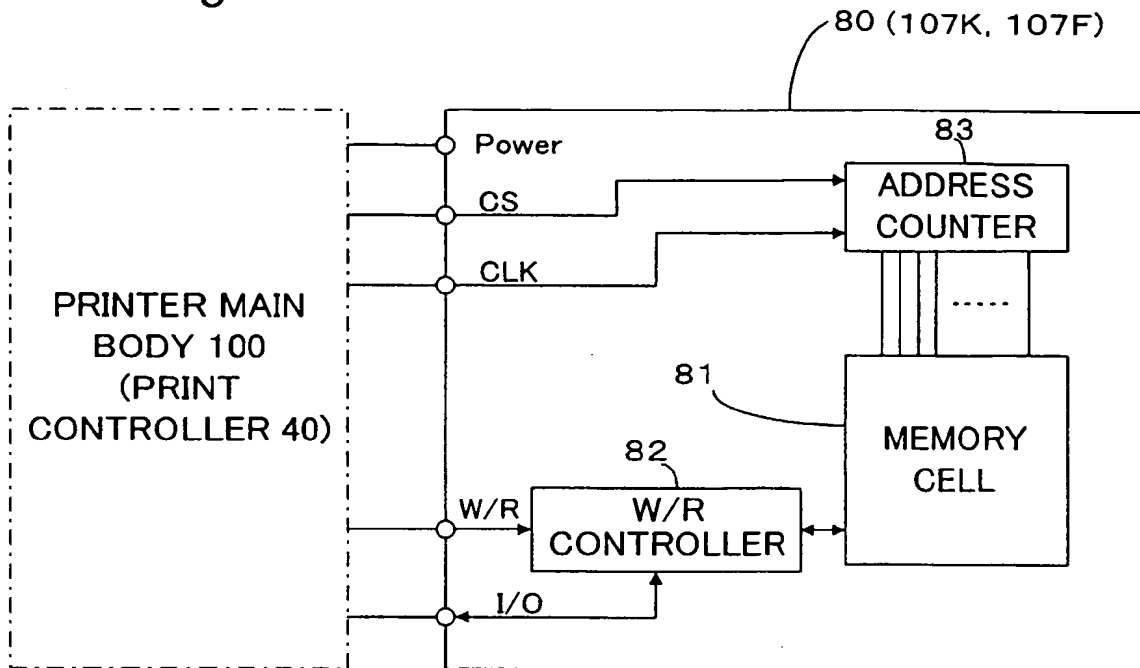 80 (107K, 107F)
Power
83
CS
ADDRESS
COUNTER
CLK
PRINTER MAIN
BODY 100
(PRINT
CONTROLLER 40)
.....
81
MEMORY
CELL
82
W/R
W/R
CONTROLLER
I/O